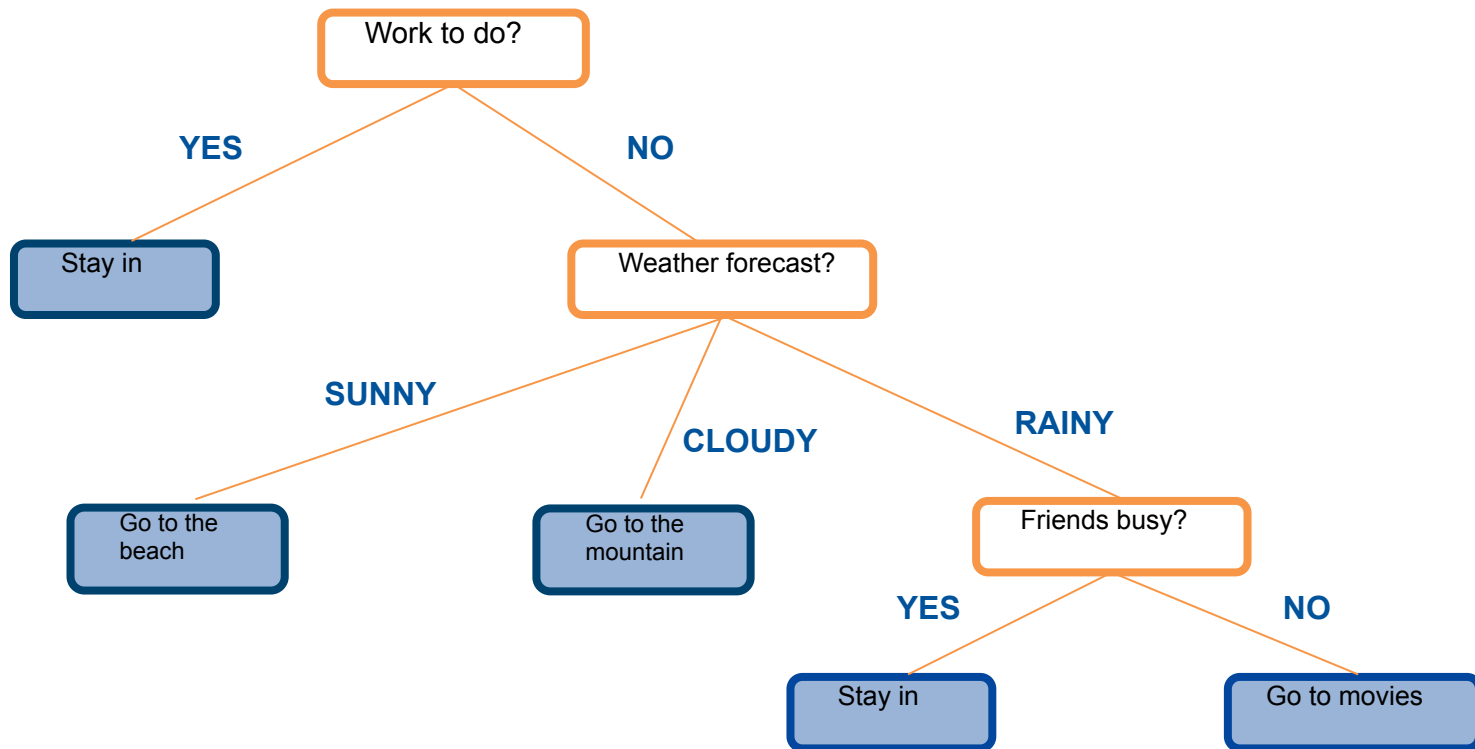 Work to do?
YES
NO
Stay in
Weather forecast?
SUNNY
CLOUDY
RAINY
Go to the
beach
Go to the
mountain
Friends busy?
YES
NO
Stay in
Go to movies